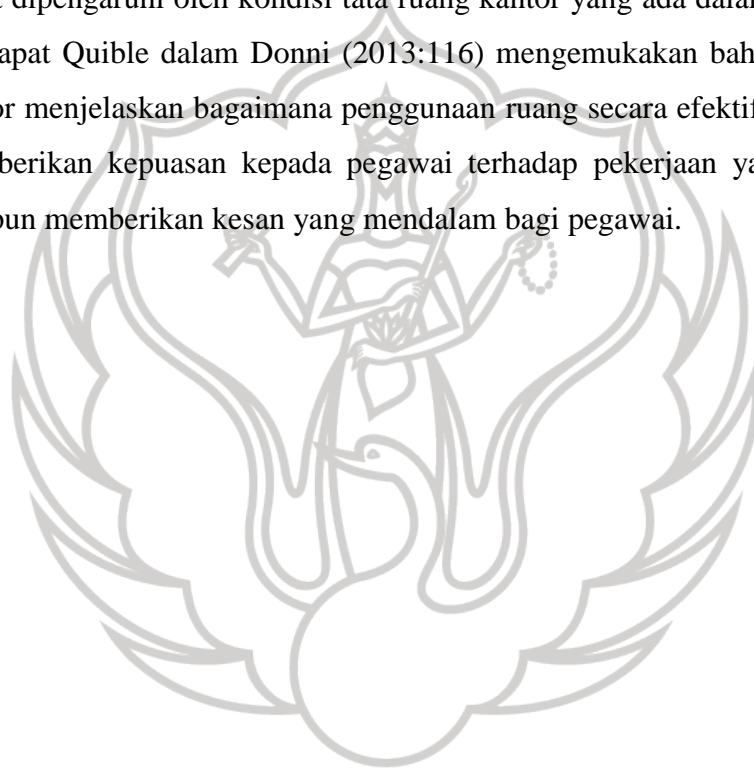 dipengaruhi oleh kondisi tata ruang kantor yang ada dalam
apat Quible dalam Donni (2013:116) mengemukakan bah
or menjelaskan bagaimana penggunaan ruang secara efektif
berikan kepuasan kepada pegawai terhadap pekerjaan ya
pun memberikan kesan yang mendalam bagi pegawai.